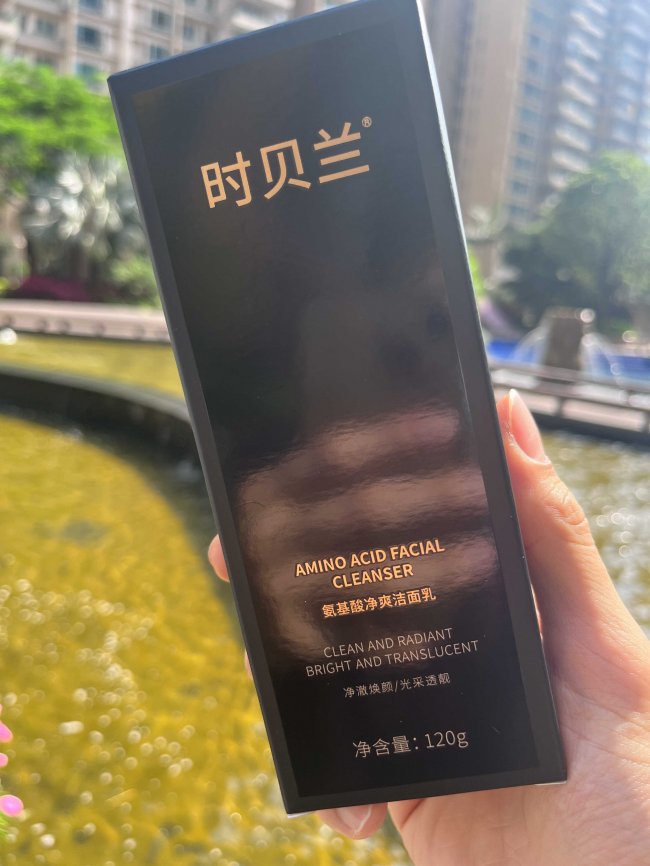 时贝兰®
AMINO ACID FACIAL
CLEANSER
氨基酸净爽洁面乳
CLEAN AND RADIANT
BRIGHT AND TRANSLUCENT
净澈焕颜/光采透靓
净含量：120g